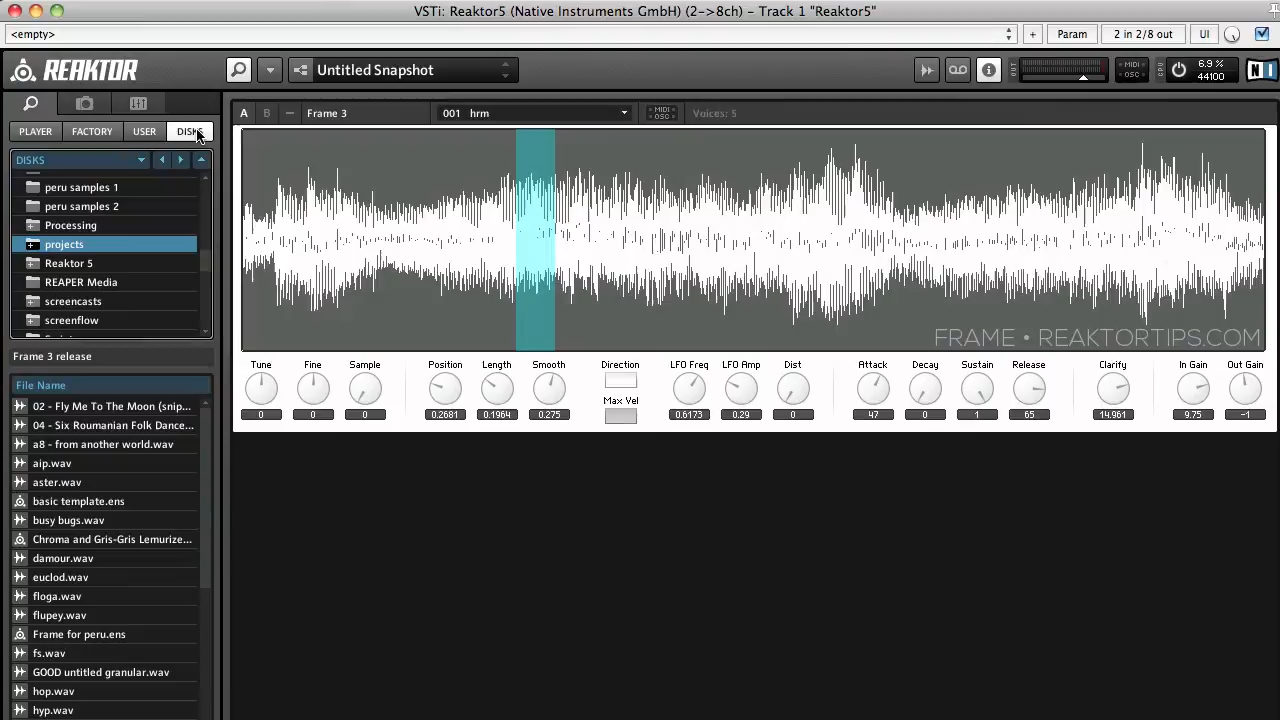 VSTi: Reaktor5 (Native Instruments GmbH) (2->8ch) - Track 1 "Reaktor5"
<empty> + Param 2 in 2/8 out UI
REAKTOR Untitled Snapshot OUT MIDI OSC CPU 6.9 % 44100 NI
A B Frame 3 001 hrm MIDI OSC Voices: 5
PLAYER FACTORY USER DISKS
DISKS
peru samples 1
peru samples 2
Processing
projects
Reaktor 5
REAPER Media
screencasts
screenflow
FRAME • REAKTORTIPS.COM
Frame 3 release
Tune Fine Sample Position Length Smooth Direction LFO Freq LFO Amp Dist Attack Decay Sustain Release Clarify In Gain Out Gain
Max Vel
0 0 0 0.2681 0.1964 0.275 0.6173 0.29 0 47 0 1 65 14.961 9.75 -1
File Name
02 - Fly Me To The Moon (snip...
04 - Six Roumanian Folk Dance...
a8 - from another world.wav
aip.wav
aster.wav
basic template.ens
busy bugs.wav
Chroma and Gris-Gris Lemurize...
damour.wav
euclod.wav
floga.wav
flupey.wav
Frame for peru.ens
fs.wav
GOOD untitled granular.wav
hop.wav
hyp.wav